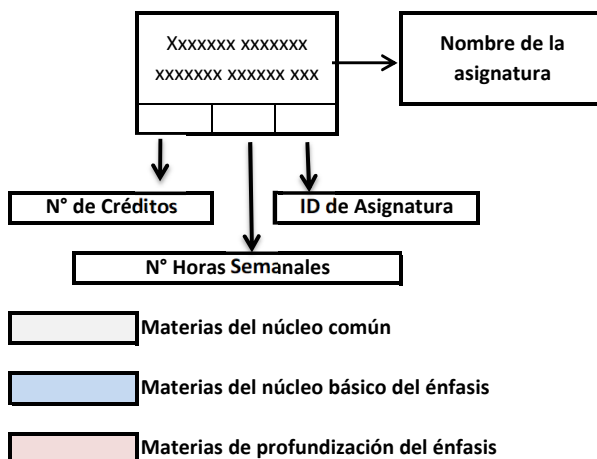 Xxxxxxx xxxxxxx
xxxxxxx xxxxxx xxx
Nombre de la
asignatura
N° de Créditos
ID de Asignatura
N° Horas Semanales
Materias del núcleo común
Materias del núcleo básico del énfasis
Materias de profundización del énfasis